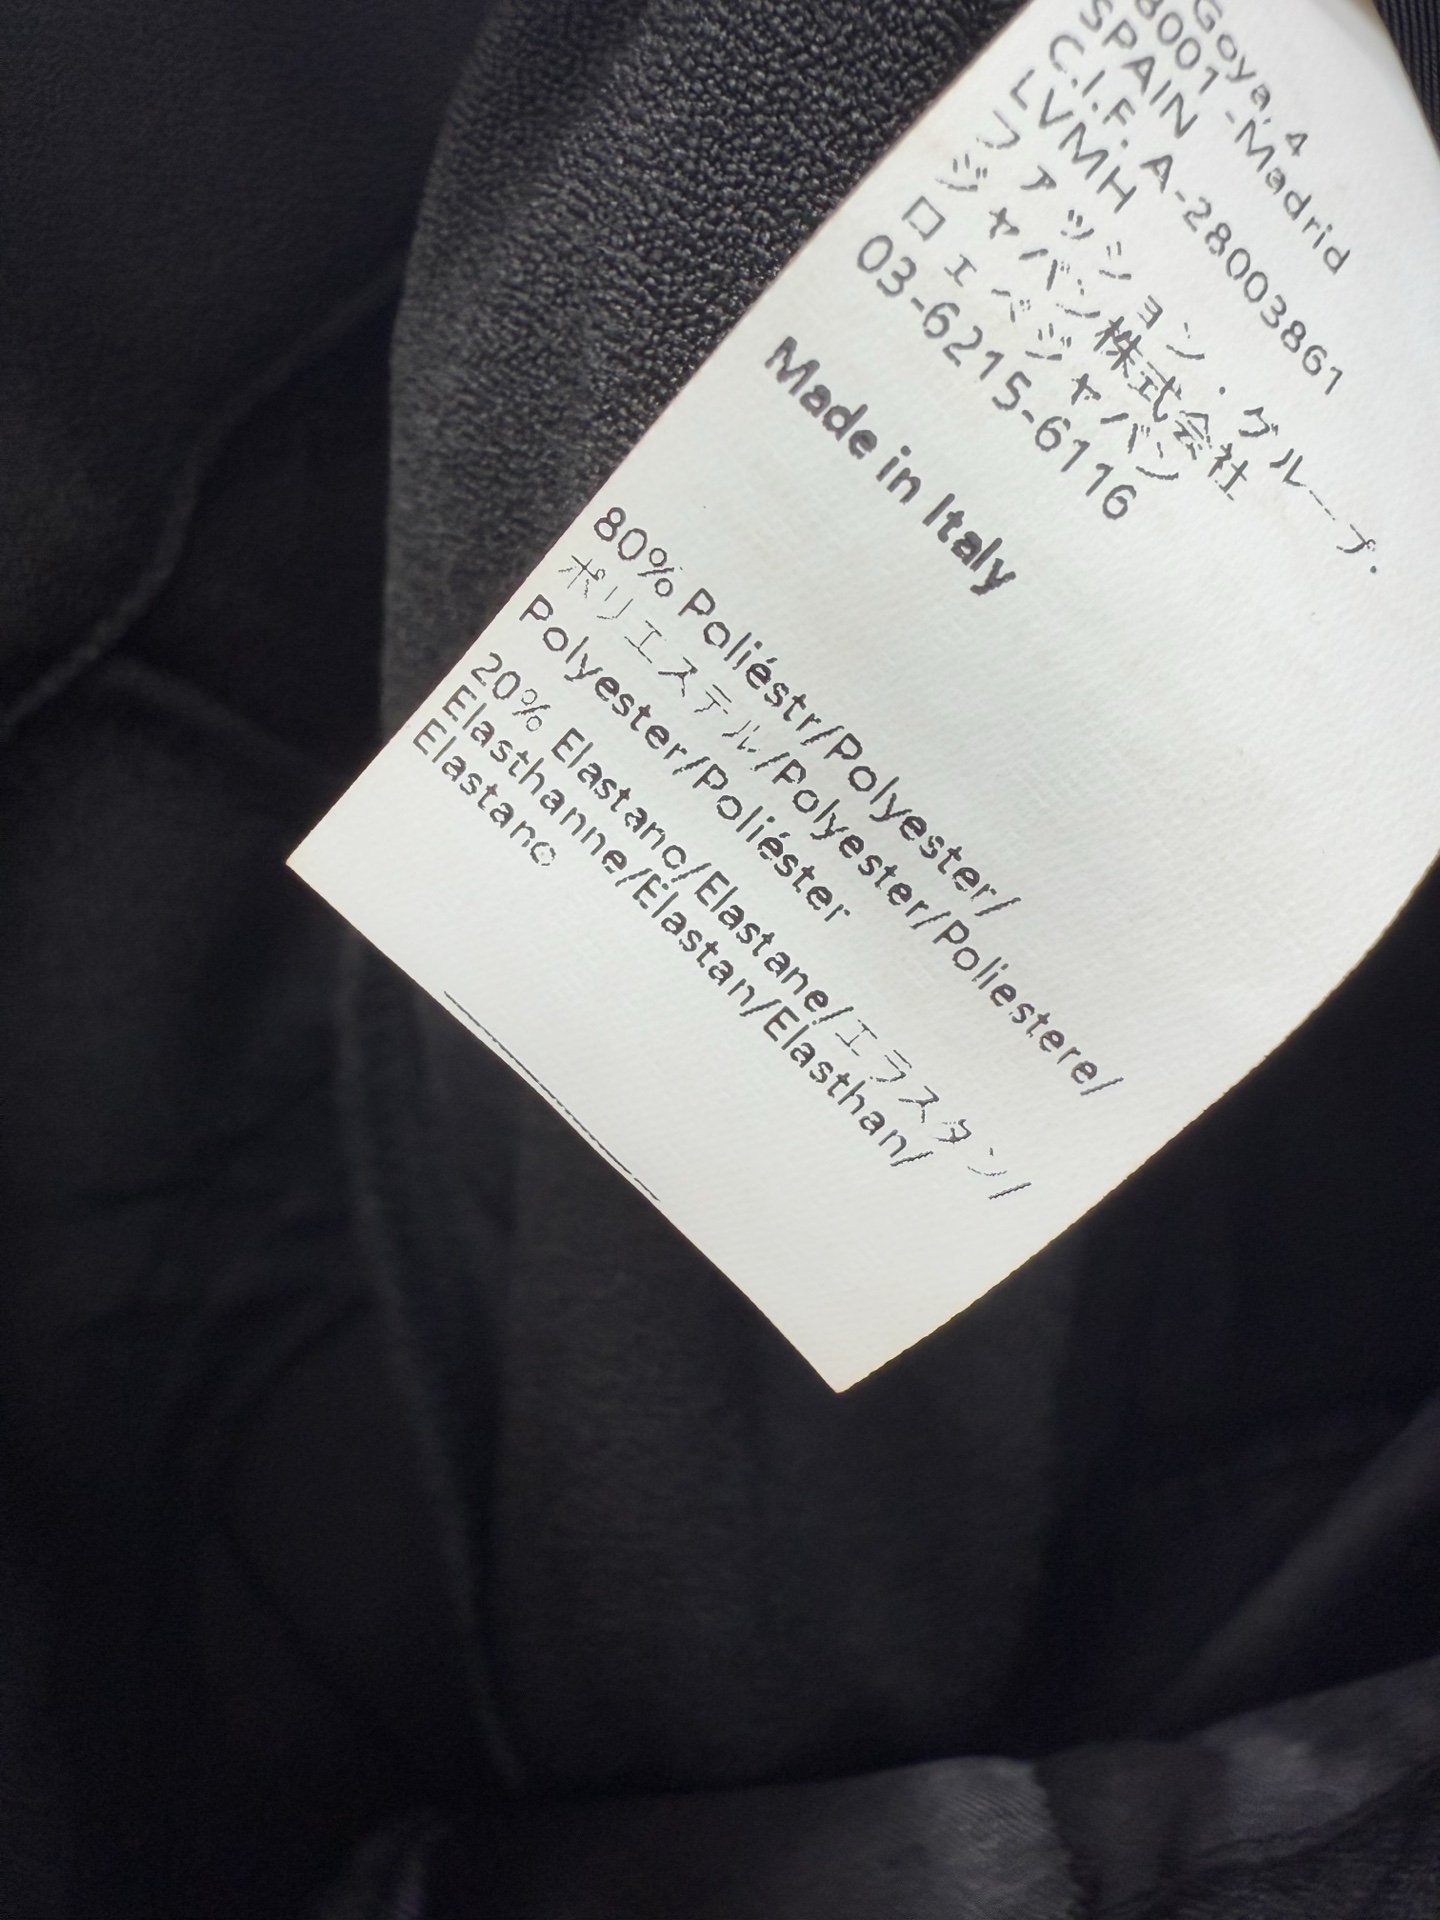 Goya, 4
8001 -Madrid
SPAIN
C.I.F. A-28003861
LVMH
ファッション・グループ.
ジャパン株式会社
ロエベジャパン
03-6215-6116
Made in Italy
80% Poliéstr/Polyester/
ポリエステル/Polyester/Poliestere/
Polyester/Poliéster
20% Elastano/Elastane/エラスタン/
Elasthanne/Elastan/Elasthan/
Elastano